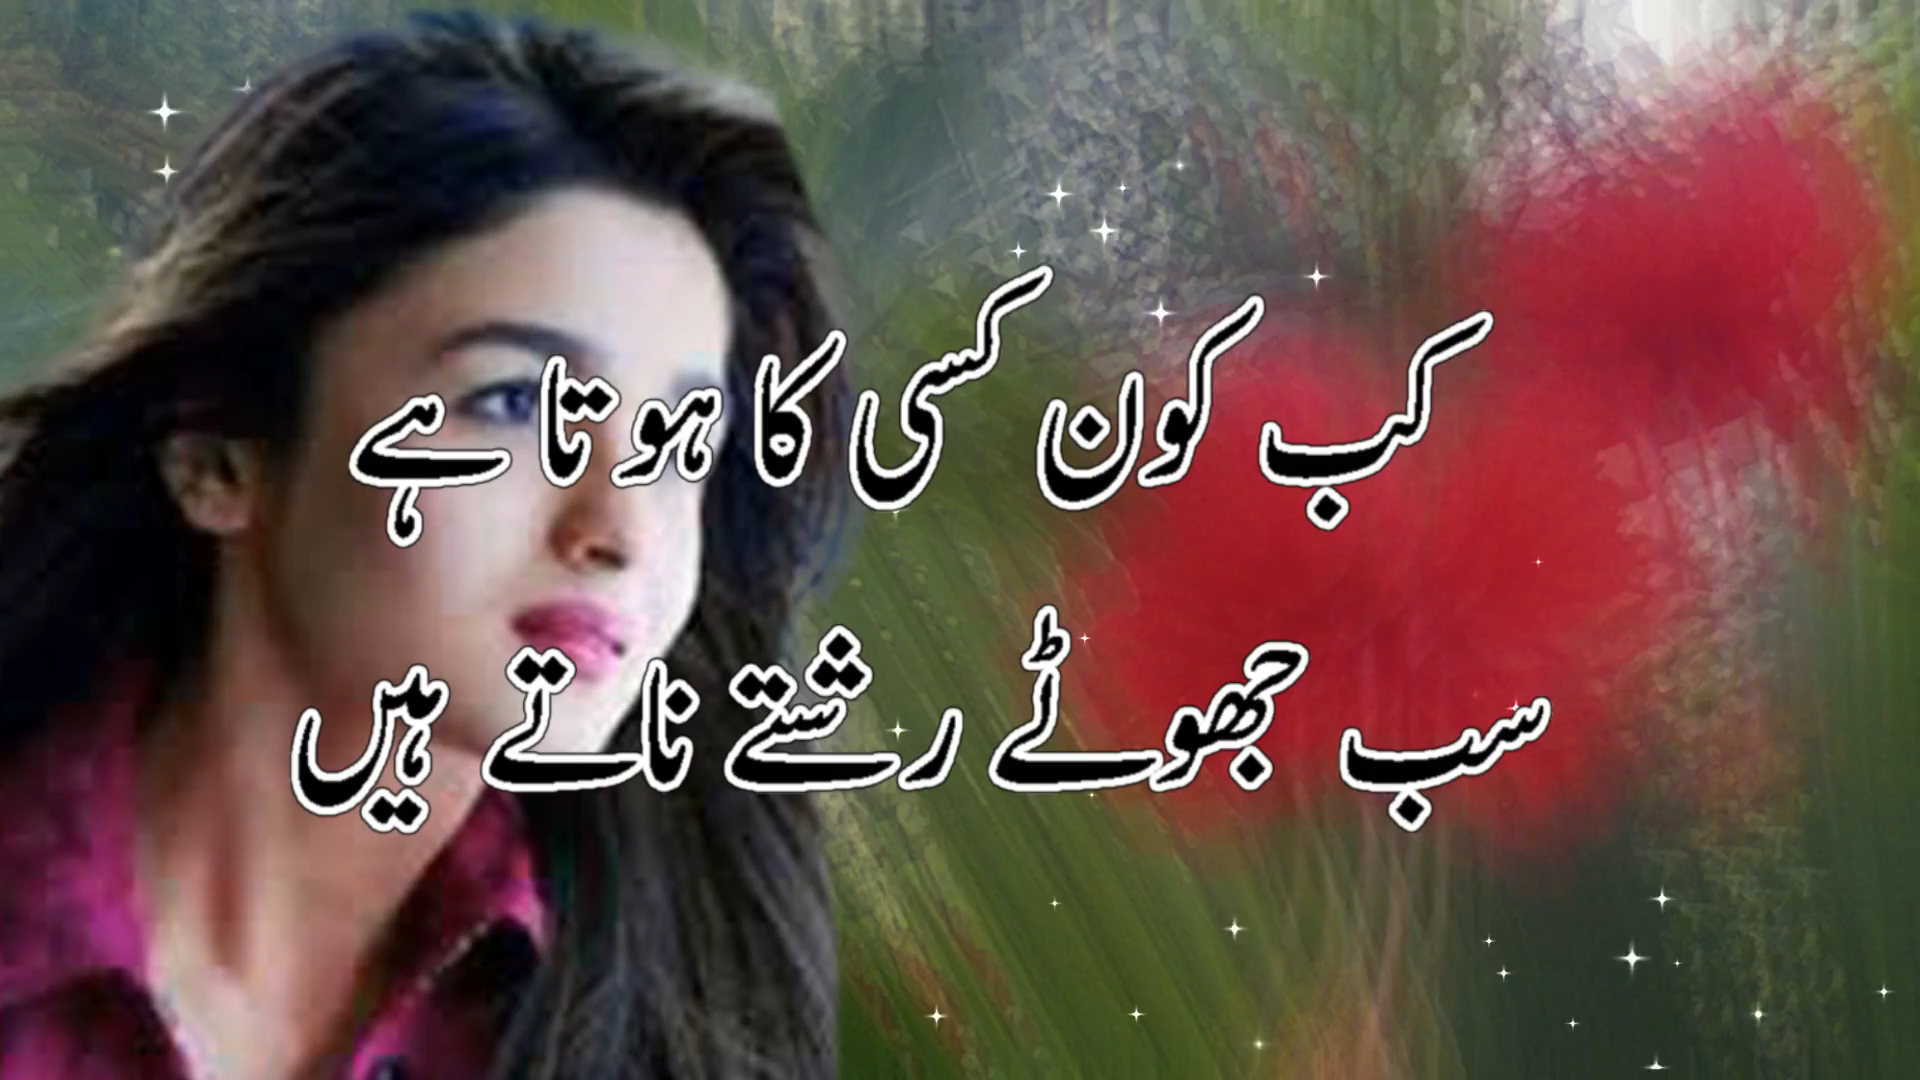 کب کون کسی کا ہوتا ہے
سب جھوٹے رشتے ناتے ہیں